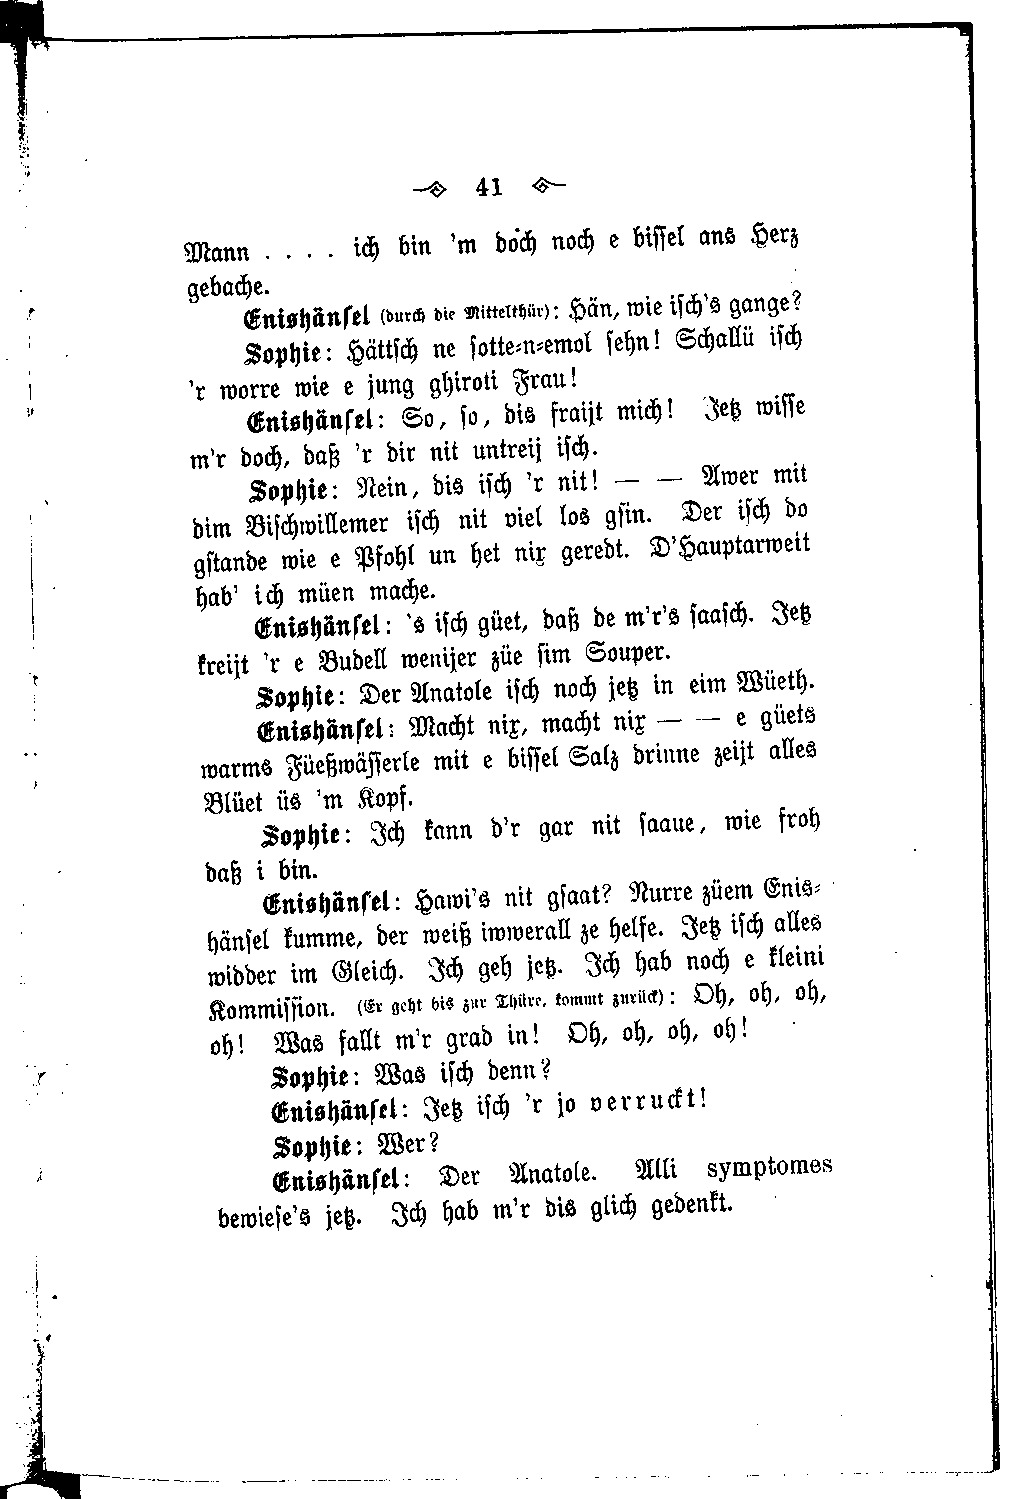 41
Mann . . . . ich bin 'm doch noch e bissel ans Herz
gebache.
Enishänsel (durch die Mittelthür): Hän, wie isch's gange?
Sophie: Hättsch ne sotte-n-emol sehn! Schallü isch
'r worre wie e jung ghiroti Frau!
Enishänsel: So, so, dis fraijt mich! Jetz wisse
m'r doch, daß 'r dir nit untreij isch.
Sophie: Nein, dis isch 'r nit! — — Awer mit
dim Bischwillemer isch nit viel los gsin. Der isch do
gstande wie e Pfohl un het nix geredt. D'Hauptarweit
hab' ich müen mache.
Enishänsel: 's isch güet, daß de m'r's saasch. Jetz
kreijt 'r e Budell wenijer züe sim Souper.
Sophie: Der Anatole isch noch jetz in eim Wüeth.
Enishänsel: Macht nix, macht nix — — e güets
warms Füeßwässerle mit e bissel Salz drinne zeijt alles
Blüet üs 'm Kopf.
Sophie: Ich kann d'r gar nit saaue, wie froh
daß i bin.
Enishänsel: Hawi's nit gsaat? Nurre züem Enis-
hänsel kumme, der weiß iwwerall ze helfe. Jetz isch alles
widder im Gleich. Ich geh jetz. Ich hab noch e kleini
Kommission. (Er geht bis zur Thüre, kommt zurück): Oh, oh, oh,
oh! Was fallt m'r grad in! Oh, oh, oh, oh!
Sophie: Was isch denn?
Enishänsel: Jetz isch 'r jo verruckt!
Sophie: Wer?
Enishänsel: Der Anatole. Alli symptomes
bewiese's jetz. Ich hab m'r dis glich gedenkt.